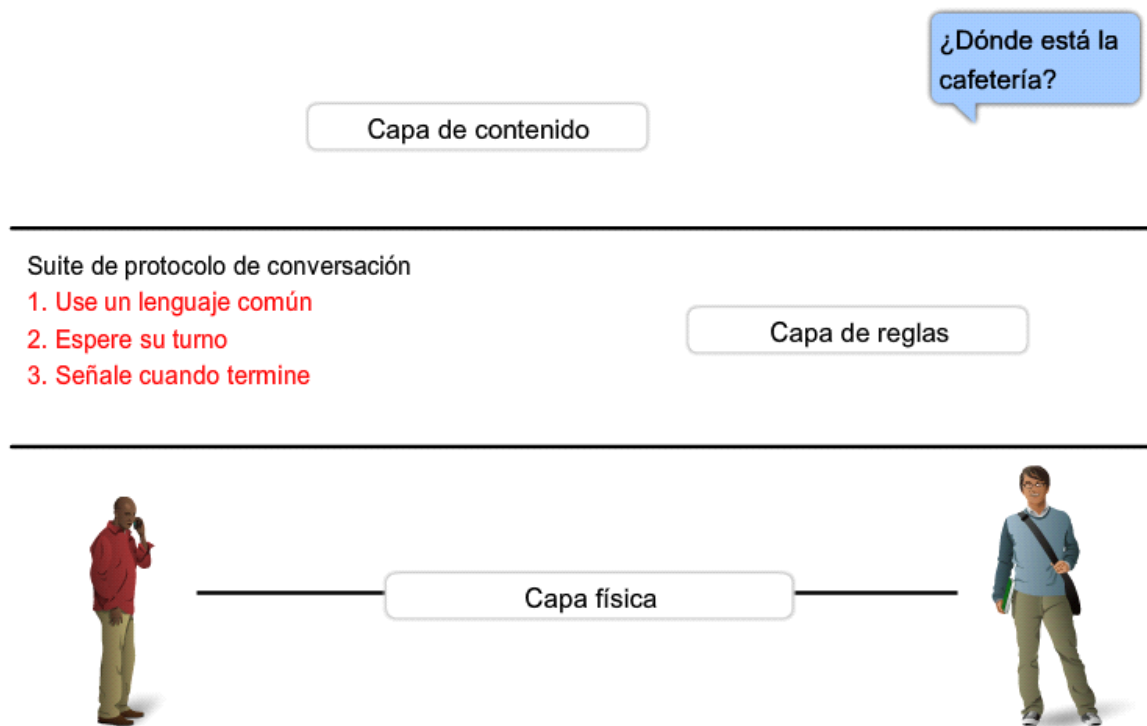 ¿Dónde está la
cafetería?
Capa de contenido
Suite de protocolo de conversación
1. Use un lenguaje común
2. Espere su turno
3. Señale cuando termine
Capa de reglas
Capa física